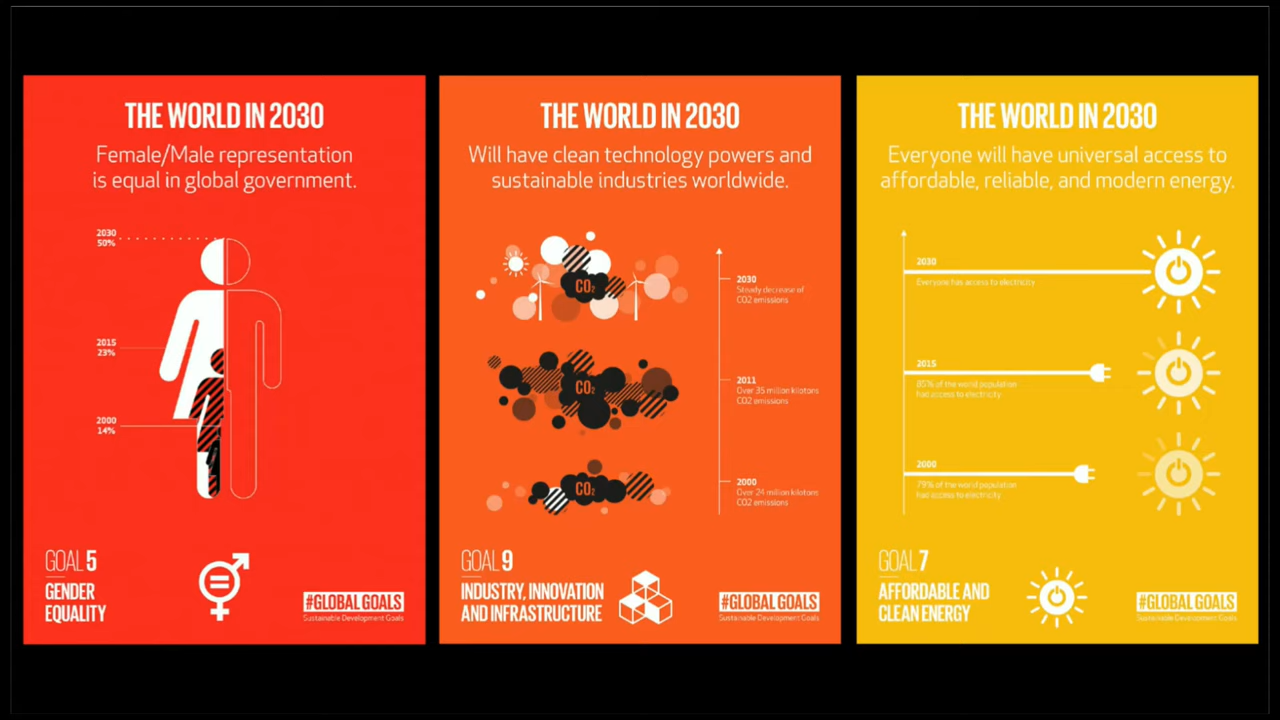 THE WORLD IN 2030
Female/Male representation
is equal in global government.
2030
50%
2015
23%
2000
14%
GOAL 5
GENDER
EQUALITY
#GLOBAL GOALS
Sustainable Development Goals
THE WORLD IN 2030
Will have clean technology powers and
sustainable industries worldwide.
CO2
2030
Steady decrease of
CO2 emissions
CO2
2011
Over 35 million kilotons
CO2 emissions
CO2
2000
Over 24 million kilotons
CO2 emissions
GOAL 9
INDUSTRY, INNOVATION
AND INFRASTRUCTURE
#GLOBAL GOALS
Sustainable Development Goals
THE WORLD IN 2030
Everyone will have universal access to
affordable, reliable, and modern energy.
2030
Everyone has access to electricity
2015
85% of the world population
had access to electricity
2000
79% of the world population
had access to electricity
GOAL 7
AFFORDABLE AND
CLEAN ENERGY
#GLOBAL GOALS
Sustainable Development Goals